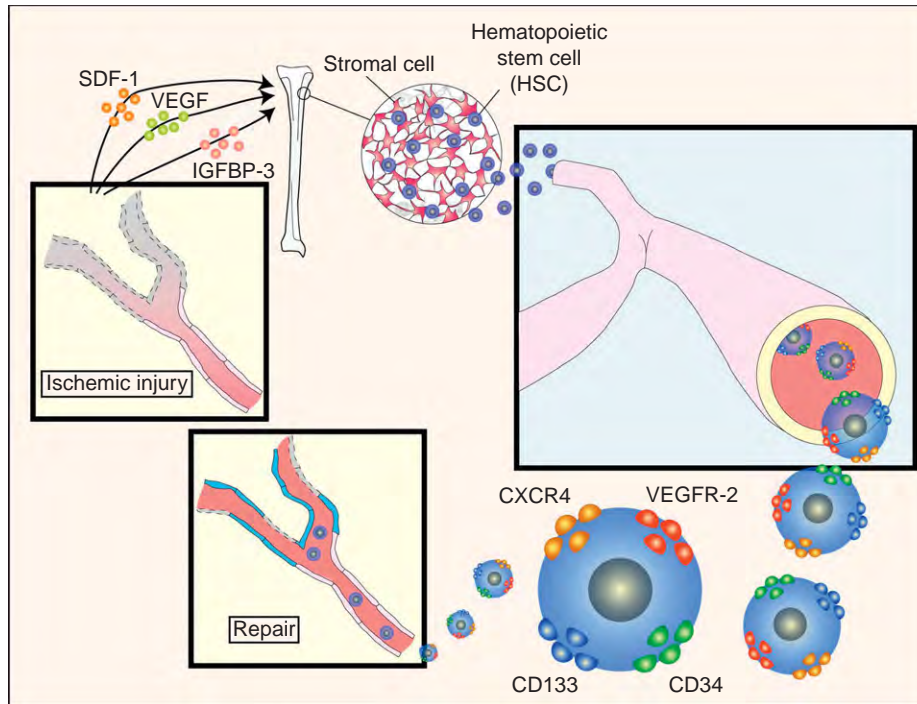 Hematopoietic
stem cell
(HSC)
Stromal cell
SDF-1
VEGF
IGFBP-3
Ischemic injury
Repair
CXCR4
VEGFR-2
CD133
CD34